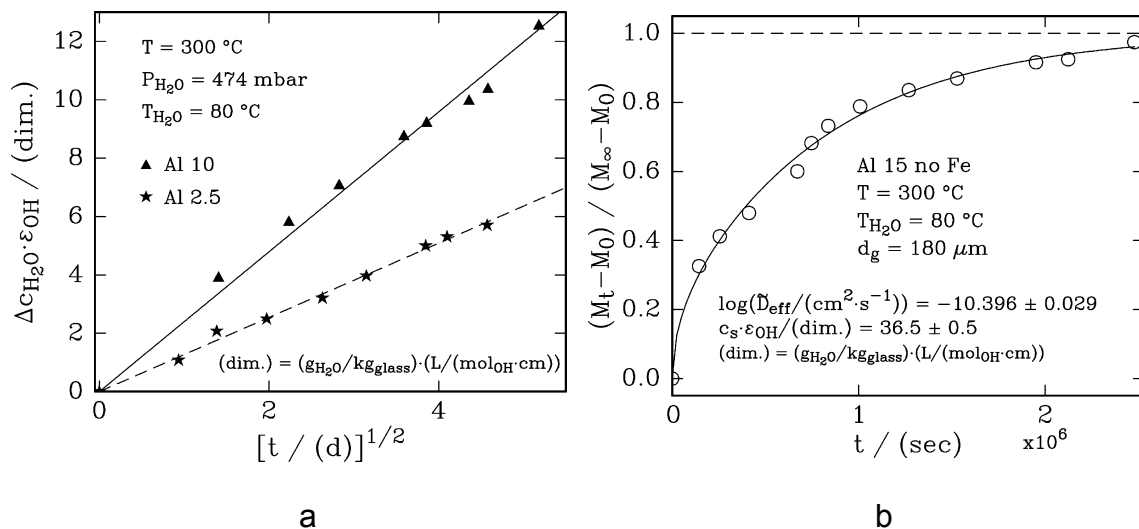 12
10
8
6
4
2
0
Δc_H₂O·ε_OH / (dim.)
T = 300 °C
P_H₂O = 474 mbar
T_H₂O = 80 °C
▲ Al 10
★ Al 2.5
(dim.) = (g_H₂O/kg_glass)·(L/(mol_OH·cm))
0 2 4
[t / (d)]^1/2
a
1.0
0.8
0.6
0.4
0.2
0.0
(M_t−M_0) / (M_∞−M_0)
Al 15 no Fe
T = 300 °C
T_H₂O = 80 °C
d_g = 180 μm
log(D̃_eff/(cm²·s⁻¹)) = −10.396 ± 0.029
c_s·ε_OH/(dim.) = 36.5 ± 0.5
(dim.) = (g_H₂O/kg_glass)·(L/(mol_OH·cm))
0 1 2
x10⁶
t / (sec)
b